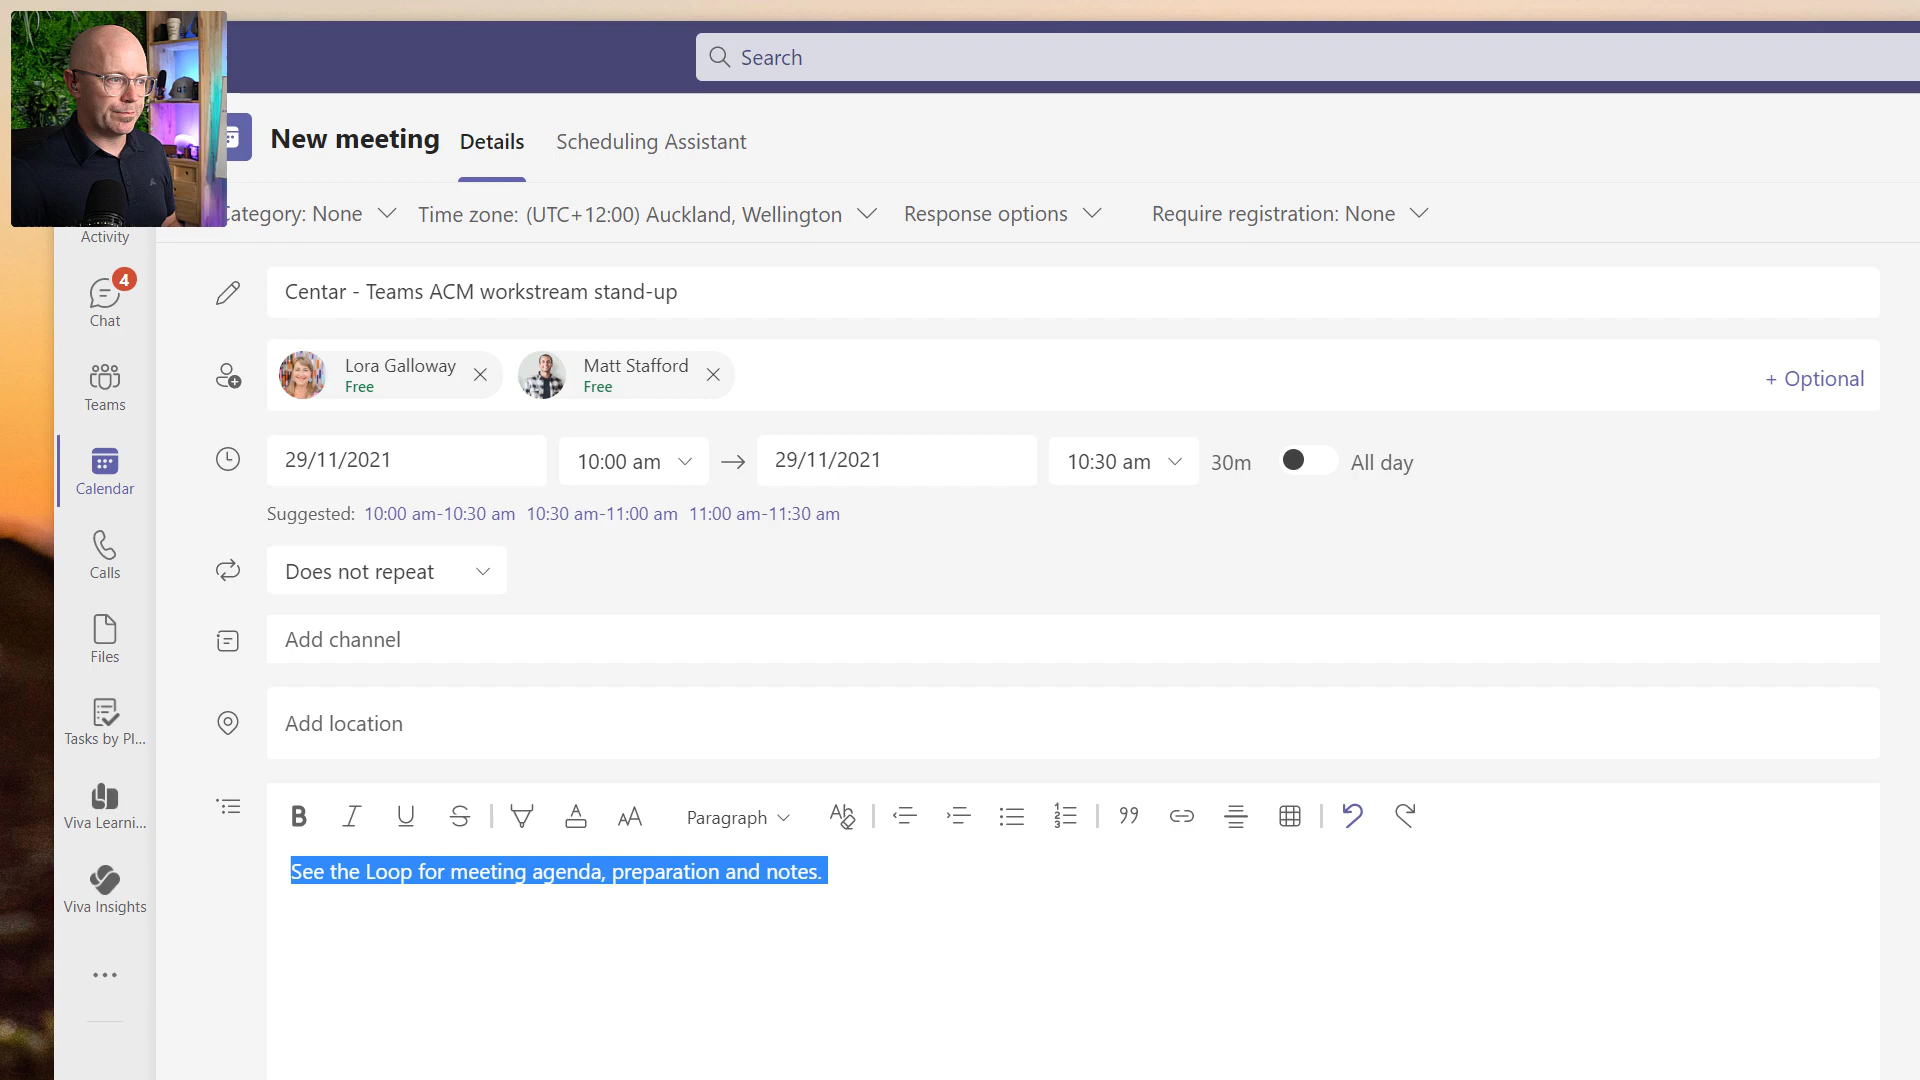 Search
New meeting
Details
Scheduling Assistant
ategory: None
Time zone: (UTC+12:00) Auckland, Wellington
Response options
Require registration: None
Activity
4
Chat
Teams
Calendar
Calls
Files
Tasks by Pl...
Viva Learni...
Viva Insights
Centar - Teams ACM workstream stand-up
Lora Galloway
Free
Matt Stafford
Free
+ Optional
29/11/2021
10:00 am
29/11/2021
10:30 am
30m
All day
Suggested: 10:00 am-10:30 am 10:30 am-11:00 am 11:00 am-11:30 am
Does not repeat
Add channel
Add location
Paragraph
See the Loop for meeting agenda, preparation and notes.